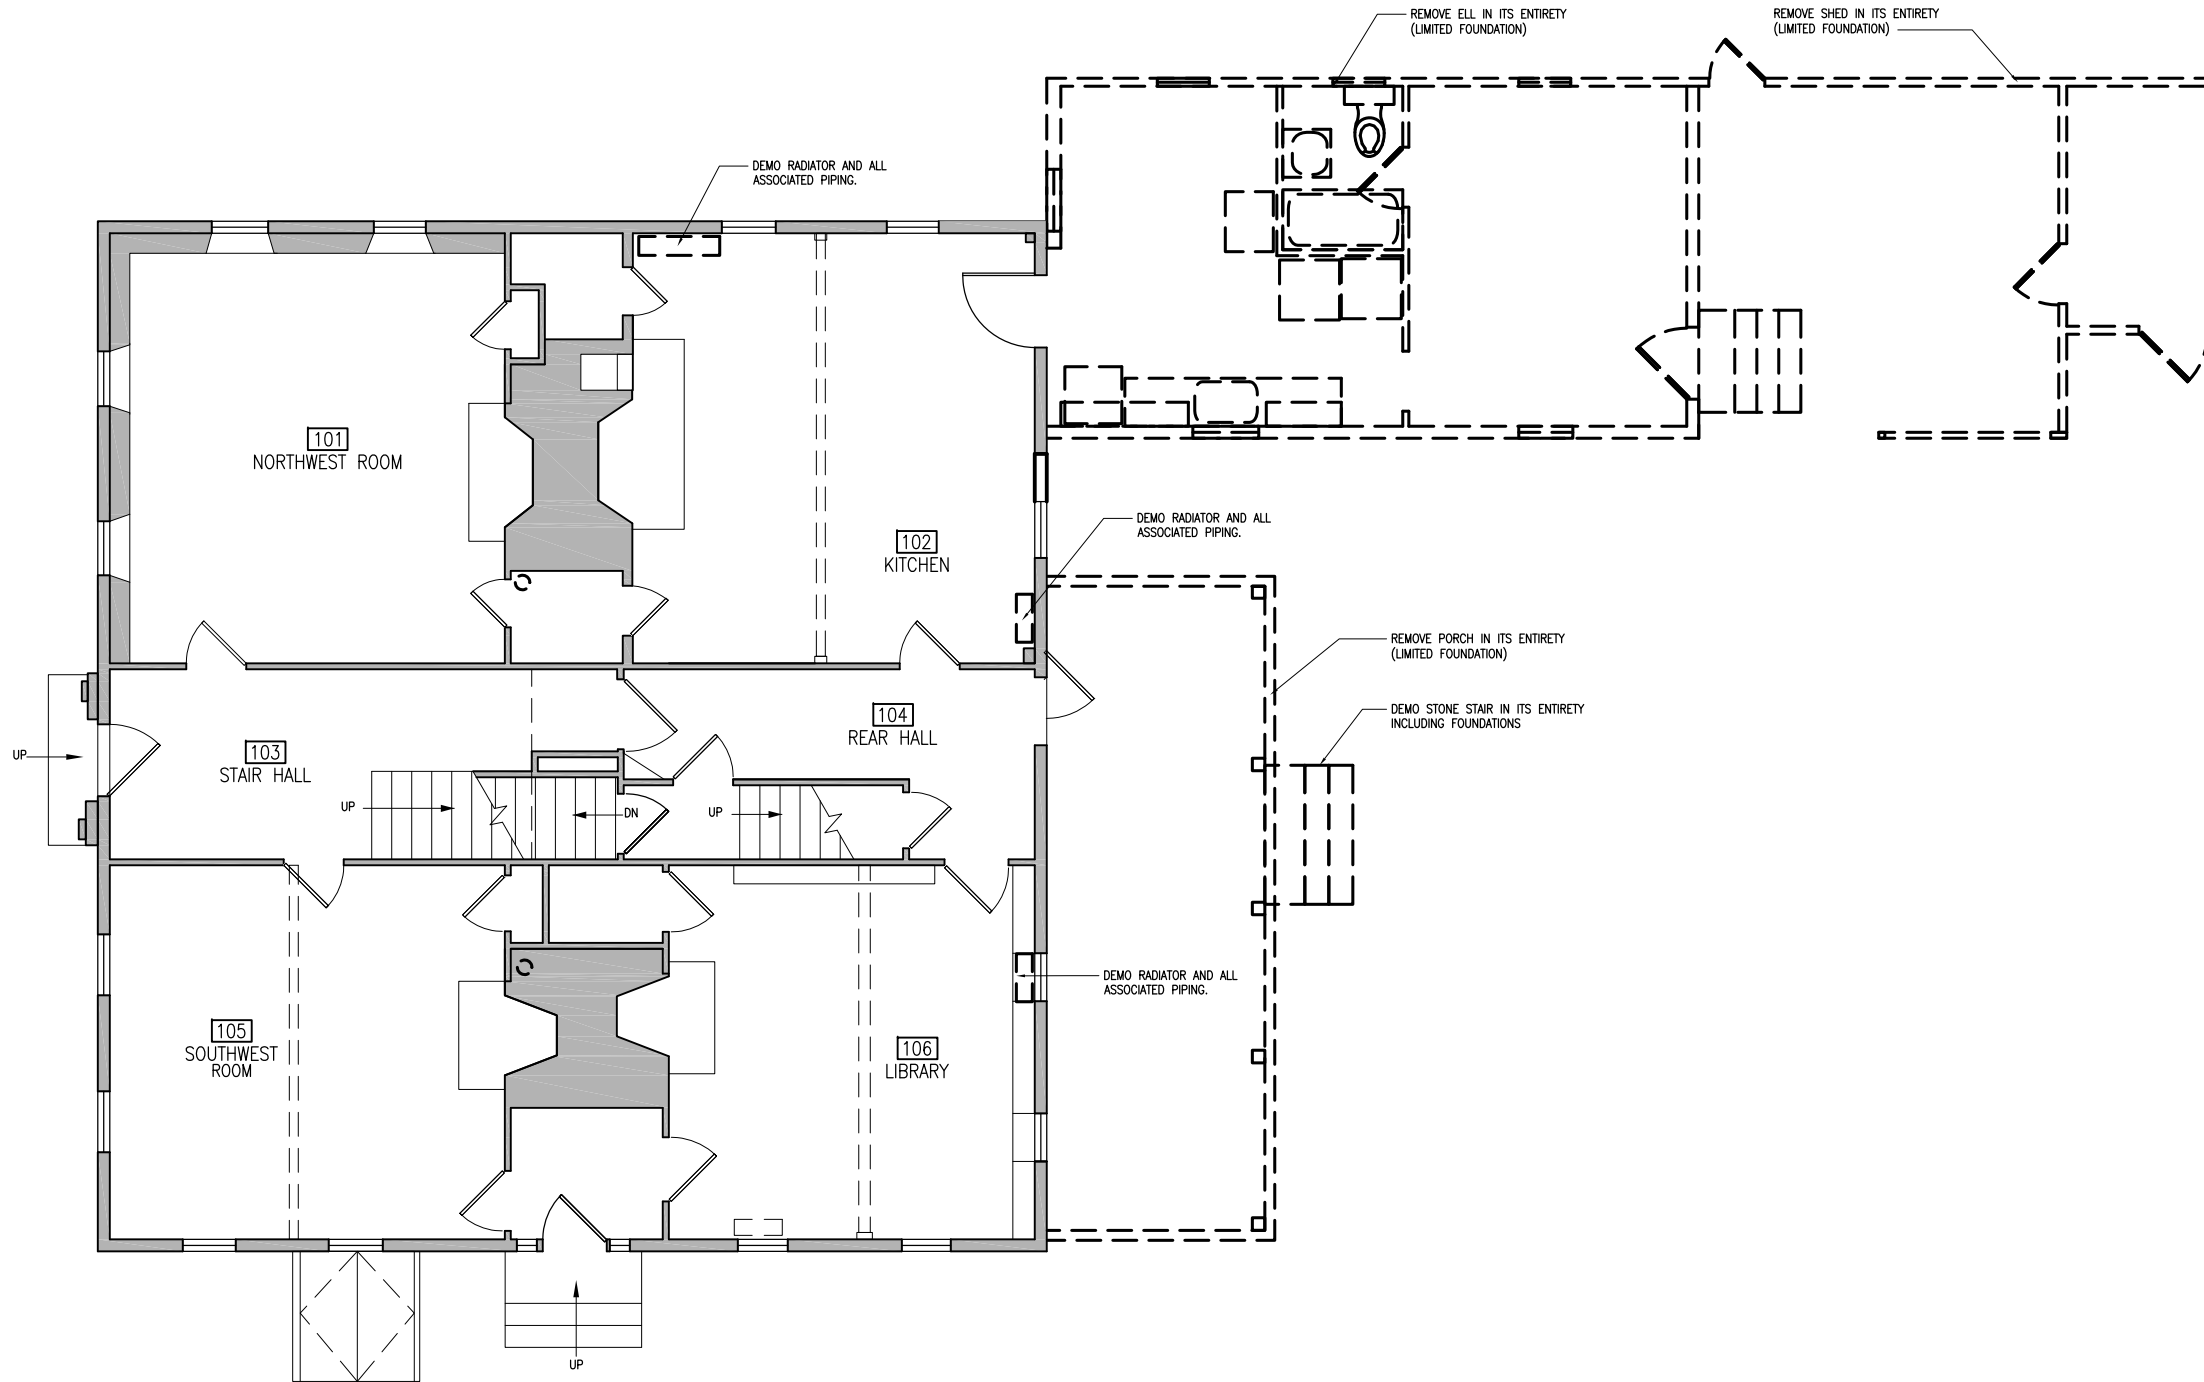 REMOVE ELL IN ITS ENTIRETY
(LIMITED FOUNDATION)
REMOVE SHED IN ITS ENTIRETY
(LIMITED FOUNDATION)
DEMO RADIATOR AND ALL
ASSOCIATED PIPING.
101
NORTHWEST ROOM
DEMO RADIATOR AND ALL
ASSOCIATED PIPING.
102
KITCHEN
REMOVE PORCH IN ITS ENTIRETY
(LIMITED FOUNDATION)
DEMO STONE STAIR IN ITS ENTIRETY
INCLUDING FOUNDATIONS
104
REAR HALL
UP
103
STAIR HALL
UP
DN
UP
DEMO RADIATOR AND ALL
ASSOCIATED PIPING.
105
SOUTHWEST
ROOM
106
LIBRARY
UP